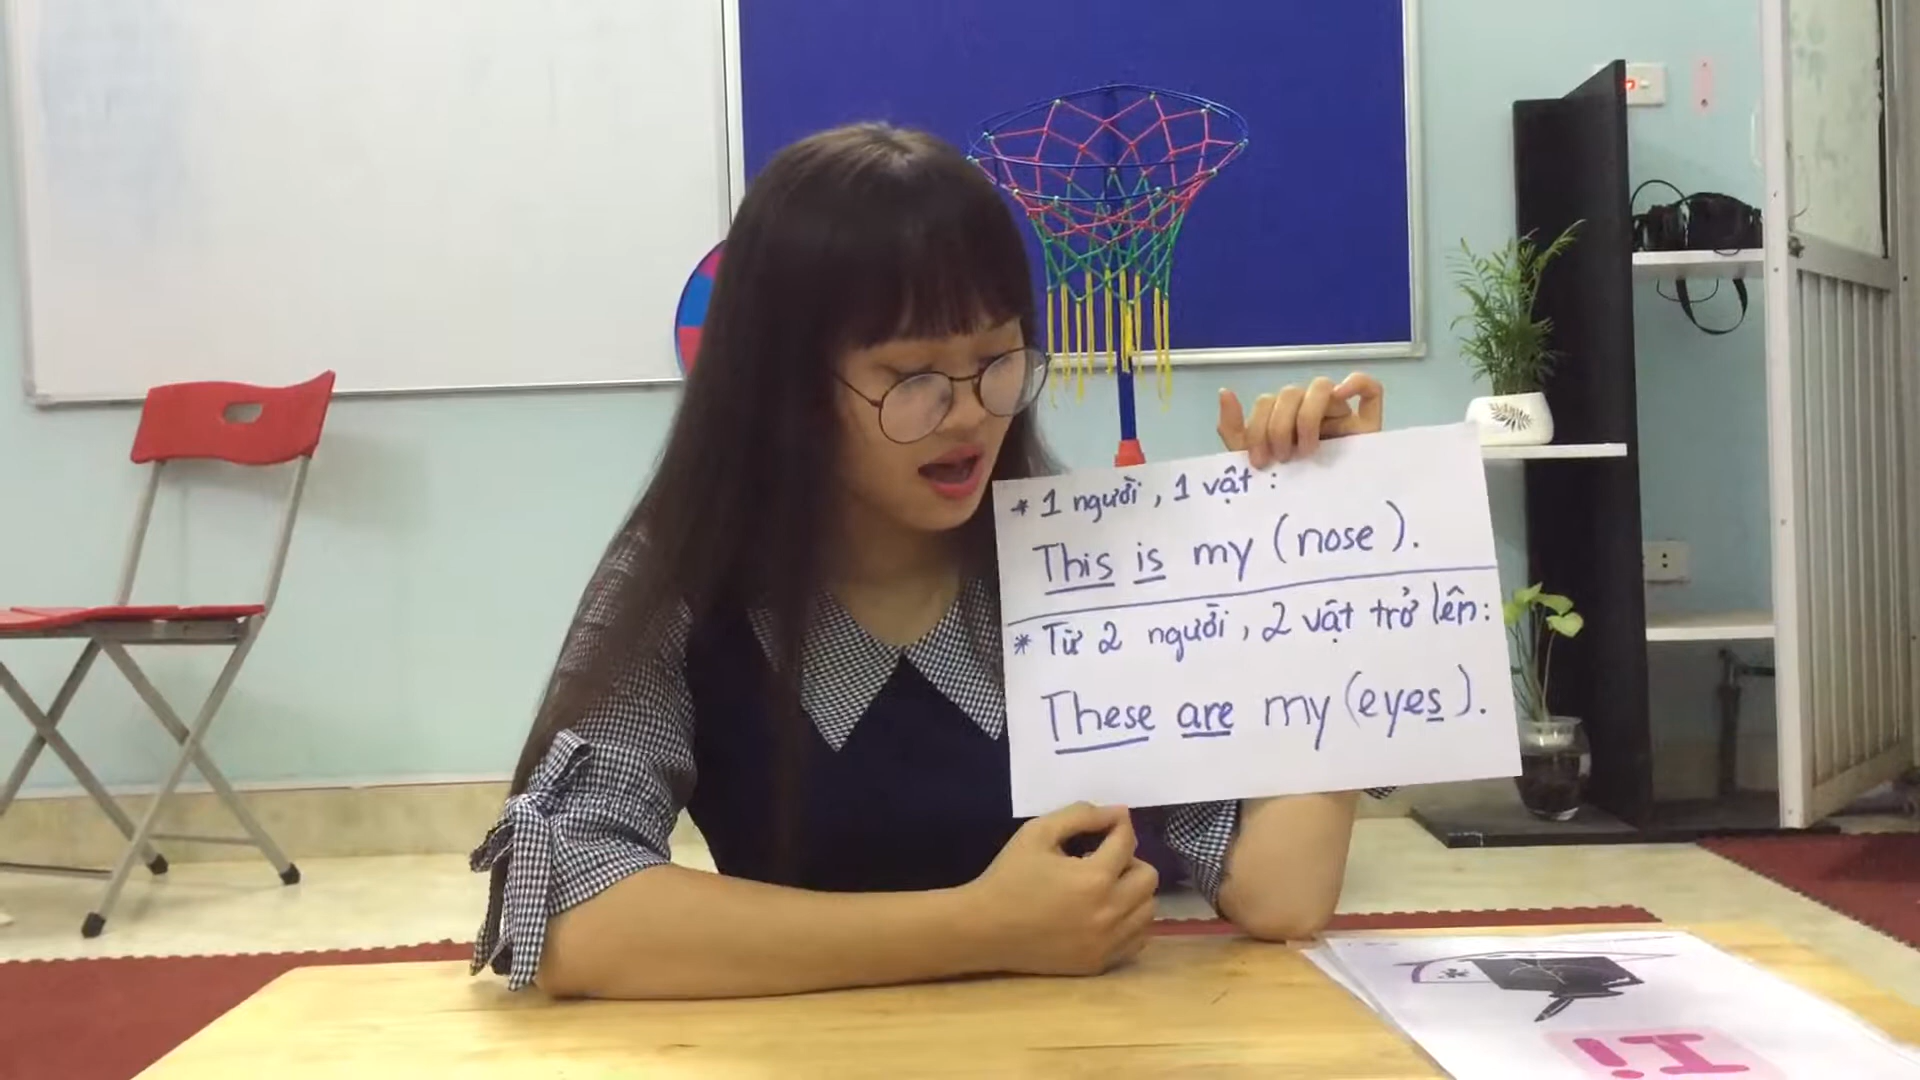 * 1 người, 1 vật :
This is my (nose).
* Từ 2 người, 2 vật trở lên:
These are my (eyes).
Ii